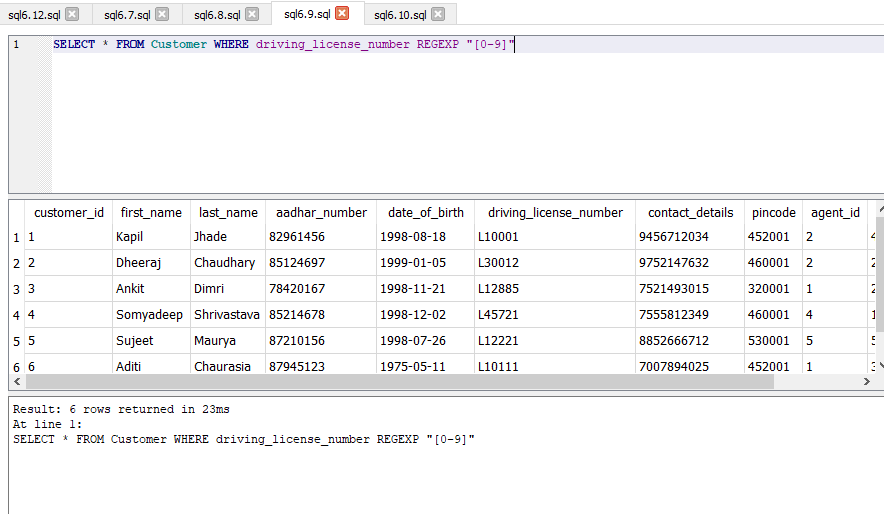 sql6.12.sql sql6.7.sql sql6.8.sql sql6.9.sql sql6.10.sql
1 SELECT * FROM Customer WHERE driving_license_number REGEXP "[0-9]"
customer_id first_name last_name aadhar_number date_of_birth driving_license_number contact_details pincode agent_id
1 1 Kapil Jhade 82961456 1998-08-18 L10001 9456712034 452001 2 4
2 2 Dheeraj Chaudhary 85124697 1999-01-05 L30012 9752147632 460001 2 2
3 3 Ankit Dimri 78420167 1998-11-21 L12885 7521493015 320001 1 2
4 4 Somyadeep Shrivastava 85214678 1998-12-02 L45721 7555812349 460001 4 1
5 5 Sujeet Maurya 87210156 1998-07-26 L12221 8852666712 530001 5 5
6 6 Aditi Chaurasia 87945123 1975-05-11 L10111 7007894025 452001 1 3
Result: 6 rows returned in 23ms
At line 1:
SELECT * FROM Customer WHERE driving_license_number REGEXP "[0-9]"